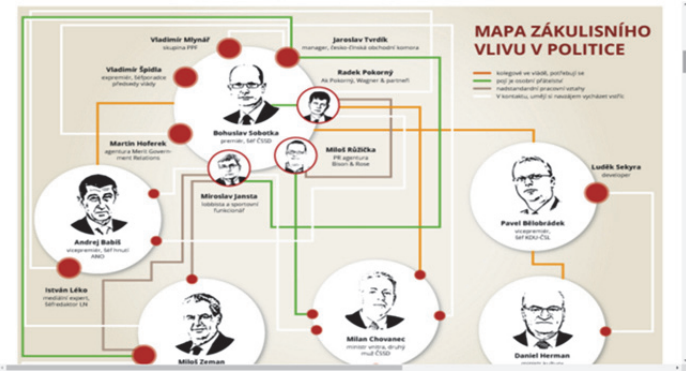 MAPA ZÁKULISNÍHO
VLIVU V POLITICE
kolegové ve vládě, potřebují se
pojí je osobní přátelství
nadstandardní pracovní vztahy
V kontaktu, umějí si navzájem vycházet vstříc
Vladimír Mlynář
skupina PPF
Jaroslav Tvrdík
manažer, česko-čínská obchodní komora
Vladimír Špidla
expremiér, šéfporadce
předsedy vlády
Radek Pokorný
AK Pokorný, Wagner & partneři
Bohuslav Sobotka
premiér, šéf ČSSD
Martin Hoferek
agentura Merit Govern-
ment Relations
Miloš Růžička
PR agentura
Bison & Rose
Miroslav Jansta
lobbista a sportovní
funkcionář
Luděk Sekyra
developer
Pavel Bělobrádek
vicepremiér,
šéf KDU-ČSL
Andrej Babiš
vicepremiér, šéf hnutí
ANO
István Léko
mediální expert,
šéfredaktor LN
Miloš Zeman
Milan Chovanec
ministr vnitra, druhý
muž ČSSD
Daniel Herman